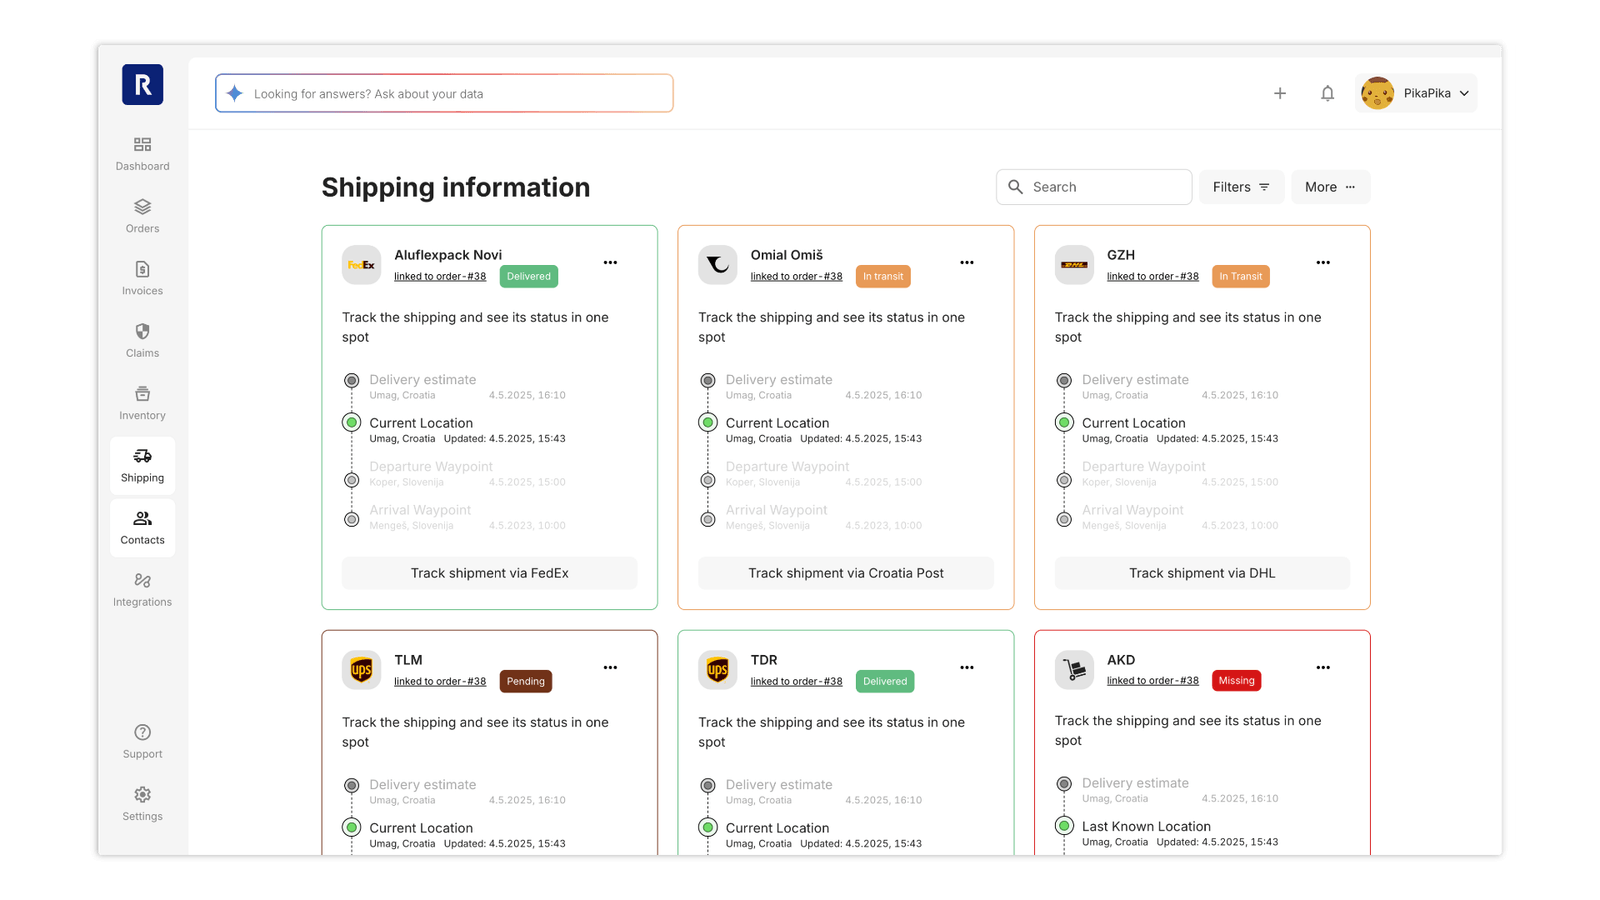 R
Looking for answers? Ask about your data
PikaPika
Dashboard
Orders
Invoices
Claims
Inventory
Shipping
Contacts
Integrations
Support
Settings
Shipping information
Search
Filters
More
FedEx
Aluflexpack Novi
linked to order-#38
Delivered
Track the shipping and see its status in one
spot
Delivery estimate
Umag, Croatia 4.5.2025, 16:10
Current Location
Umag, Croatia Updated: 4.5.2025, 15:43
Departure Waypoint
Koper, Slovenija 4.5.2025, 15:00
Arrival Waypoint
Mengeš, Slovenija 4.5.2023, 10:00
Track shipment via FedEx
Omial Omiš
linked to order-#38
In transit
Track the shipping and see its status in one
spot
Delivery estimate
Umag, Croatia 4.5.2025, 16:10
Current Location
Umag, Croatia Updated: 4.5.2025, 15:43
Departure Waypoint
Koper, Slovenija 4.5.2025, 15:00
Arrival Waypoint
Mengeš, Slovenija 4.5.2023, 10:00
Track shipment via Croatia Post
DHL
GZH
linked to order-#38
In Transit
Track the shipping and see its status in one
spot
Delivery estimate
Umag, Croatia 4.5.2025, 16:10
Current Location
Umag, Croatia Updated: 4.5.2025, 15:43
Departure Waypoint
Koper, Slovenija 4.5.2025, 15:00
Arrival Waypoint
Mengeš, Slovenija 4.5.2023, 10:00
Track shipment via DHL
ups
TLM
linked to order-#38
Pending
Track the shipping and see its status in one
spot
Delivery estimate
Umag, Croatia 4.5.2025, 16:10
Current Location
Umag, Croatia Updated: 4.5.2025, 15:43
ups
TDR
linked to order-#38
Delivered
Track the shipping and see its status in one
spot
Delivery estimate
Umag, Croatia 4.5.2025, 16:10
Current Location
Umag, Croatia Updated: 4.5.2025, 15:43
AKD
linked to order-#38
Missing
Track the shipping and see its status in one
spot
Delivery estimate
Umag, Croatia 4.5.2025, 16:10
Last Known Location
Umag, Croatia Updated: 4.5.2025, 15:43